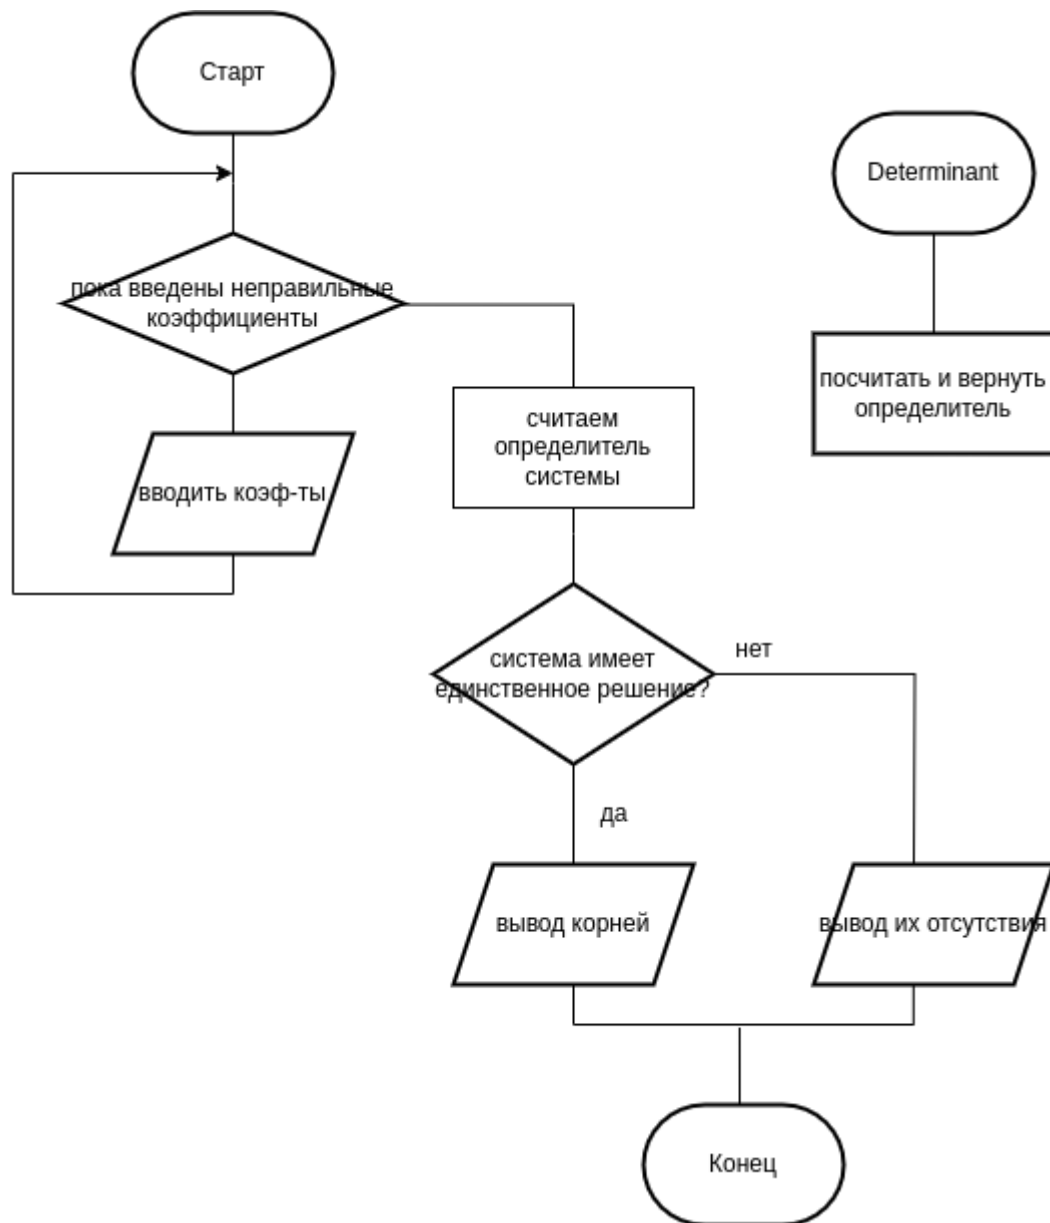 Старт
Determinant
пока введены неправильные
коэффициенты
посчитать и вернуть
определитель
считаем
определитель
системы
вводить коэф-ты
система имеет
единственное решение?
нет
да
вывод корней
вывод их отсутствия
Конец